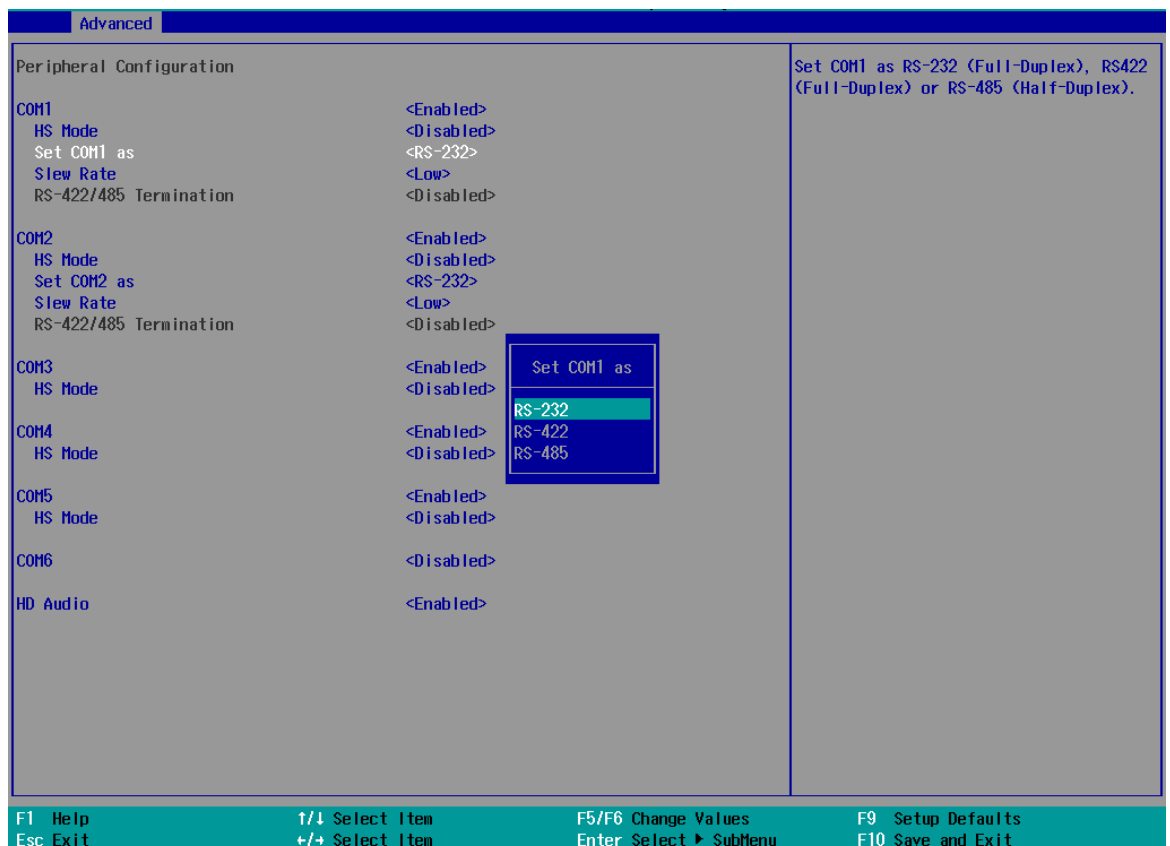 Advanced
Peripheral Configuration
COM1 <Enabled>
HS Mode <Disabled>
Set COM1 as <RS-232>
Slew Rate <Low>
RS-422/485 Termination <Disabled>
COM2 <Enabled>
HS Mode <Disabled>
Set COM2 as <RS-232>
Slew Rate <Low>
RS-422/485 Termination <Disabled>
COM3 <Enabled>
HS Mode <Disabled>
COM4 <Enabled>
HS Mode <Disabled>
COM5 <Enabled>
HS Mode <Disabled>
COM6 <Disabled>
HD Audio <Enabled>
Set COM1 as
RS-232
RS-422
RS-485
Set COM1 as RS-232 (Full-Duplex), RS422
(Full-Duplex) or RS-485 (Half-Duplex).
F1 Help ↑/↓ Select Item F5/F6 Change Values F9 Setup Defaults
Esc Exit ←/→ Select Item Enter Select ▶ SubMenu F10 Save and Exit